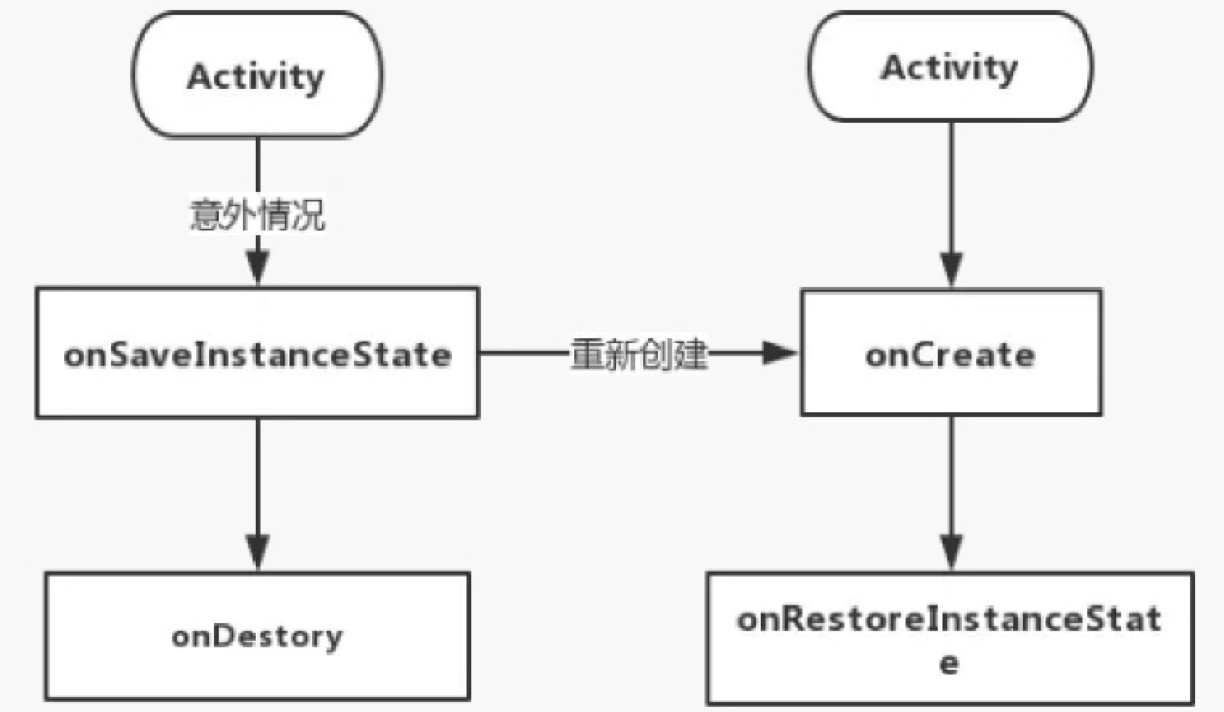 Activity
意外情况
onSaveInstanceState
onDestory
重新创建
Activity
onCreate
onRestoreInstanceStat
e